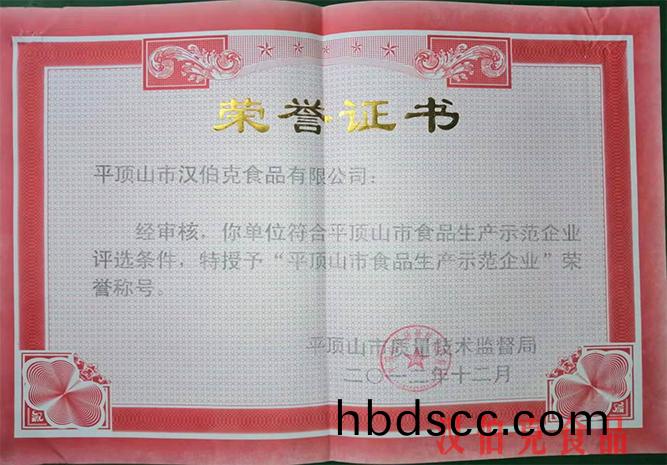 荣誉证书
平顶山市汉伯克食品有限公司：
经审核，你单位符合平顶山市食品生产示范企业
评选条件，特授予“平顶山市食品生产示范企业”荣
誉称号。
平顶山市质量技术监督局
二〇一二年十二月
hbdscc.com
汉伯克食品